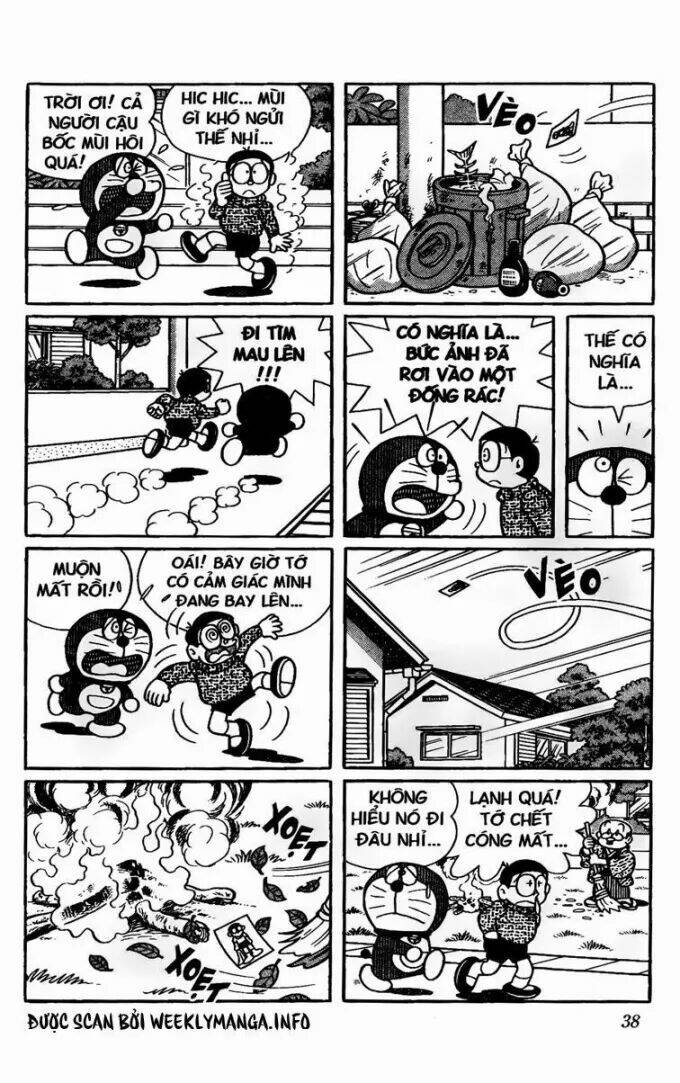 VÈO
HIC HIC... MÙI
GÌ KHÓ NGỬI
THẾ NHỈ...
TRỜI ƠI! CẢ
NGƯỜI CẬU
BỐC MÙI HÔI
QUÁ!
THẾ CÓ
NGHĨA
LÀ...
CÓ NGHĨA LÀ...
BỨC ẢNH ĐÃ
RƠI VÀO MỘT
ĐỐNG RÁC!
ĐI TÌM
MAU LÊN
!!!
VÈO
OÁI! BÂY GIỜ TỚ
CÓ CẢM GIÁC MÌNH
ĐANG BAY LÊN...
MUỘN
MẤT RỒI!
LẠNH QUÁ!
TỚ CHẾT
CÓNG MẤT...
KHÔNG
HIỂU NÓ ĐI
ĐÂU NHỈ...
XOẸT
XOẸT
ĐƯỢC SCAN BỞI WEEKLYMANGA.INFO
38